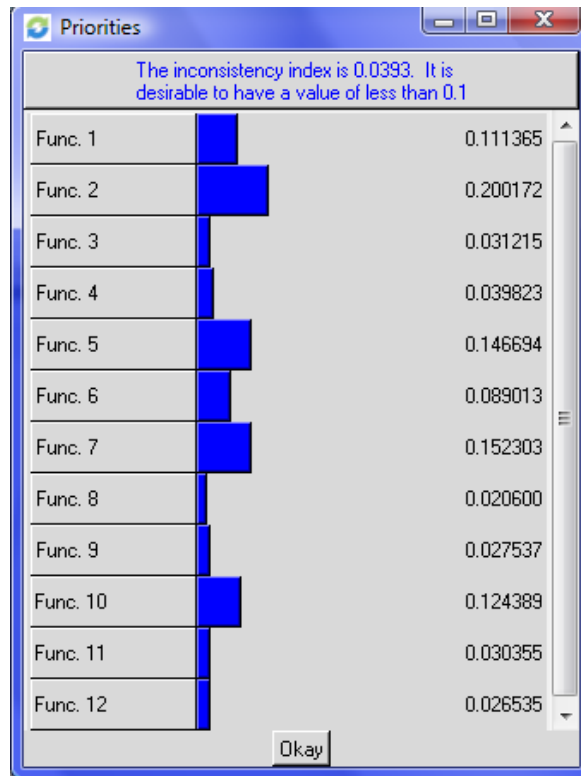 Priorities
The inconsistency index is 0.0393. It is
desirable to have a value of less than 0.1
Func. 1 0.111365
Func. 2 0.200172
Func. 3 0.031215
Func. 4 0.039823
Func. 5 0.146694
Func. 6 0.089013
Func. 7 0.152303
Func. 8 0.020600
Func. 9 0.027537
Func. 10 0.124389
Func. 11 0.030355
Func. 12 0.026535
Okay